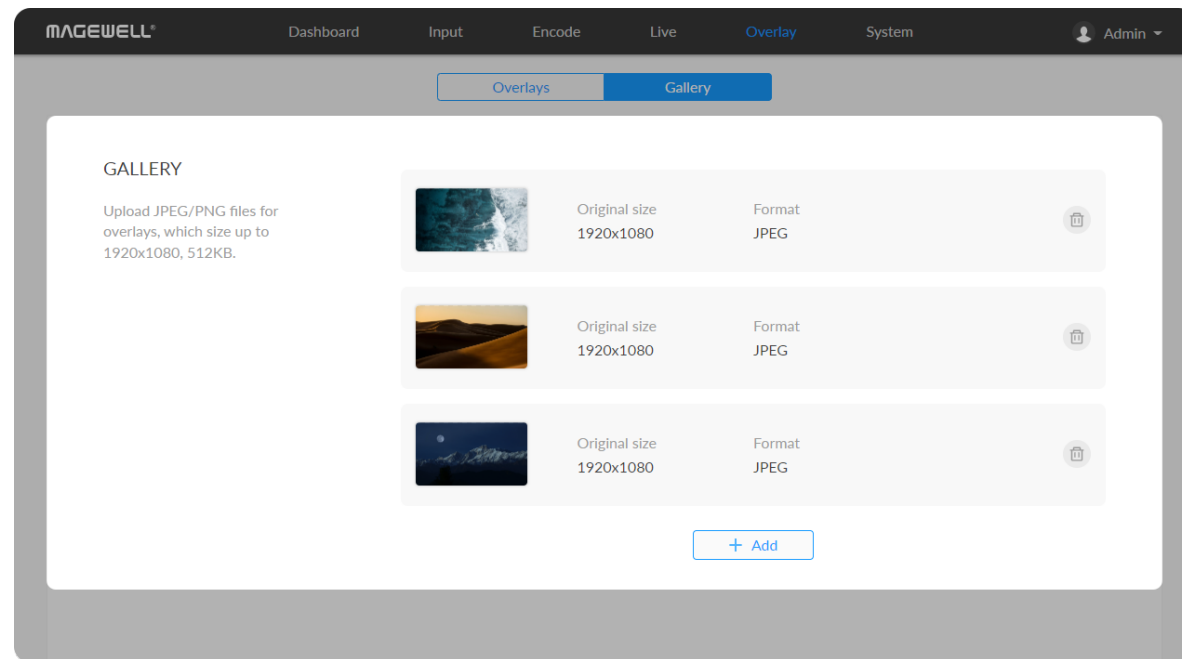 MAGEWELL®
Dashboard
Input
Encode
Live
Overlay
System
Admin
Overlays
Gallery
GALLERY
Upload JPEG/PNG files for
overlays, which size up to
1920x1080, 512KB.
Original size
Format
1920x1080
JPEG
Original size
Format
1920x1080
JPEG
Original size
Format
1920x1080
JPEG
+ Add